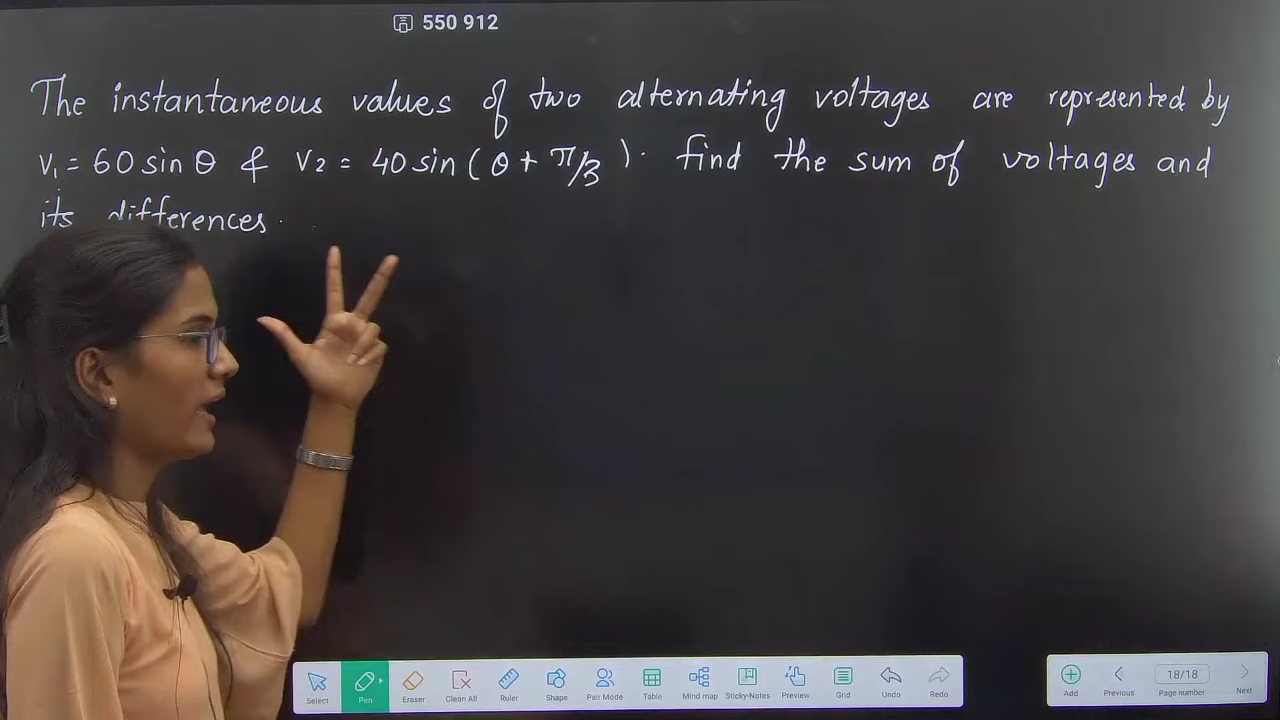 550 912
The instantaneous values of two alternating voltages are represented by
V₁ = 60 sin θ & V2 = 40 sin ( θ + π/3 ). find the sum of voltages and
its differences.
Select Pen Eraser Clean All Ruler Shape Pair Mode Table Mind map Sticky-Notes Preview Grid Undo Redo
Add Previous 18/18 Page number Next